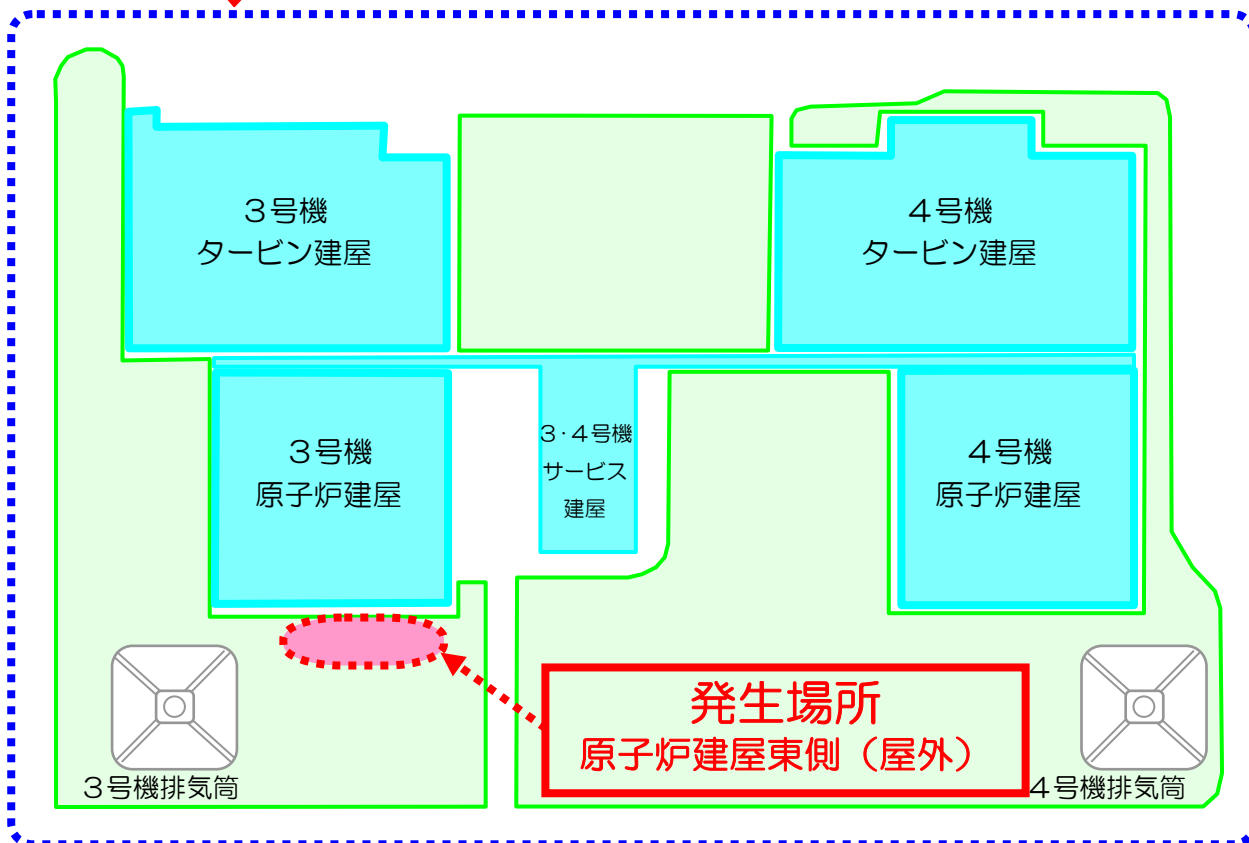 ３号機
タービン建屋
４号機
タービン建屋
３号機
原子炉建屋
３・４号機
サービス
建屋
４号機
原子炉建屋
発生場所
原子炉建屋東側（屋外）
３号機排気筒
４号機排気筒